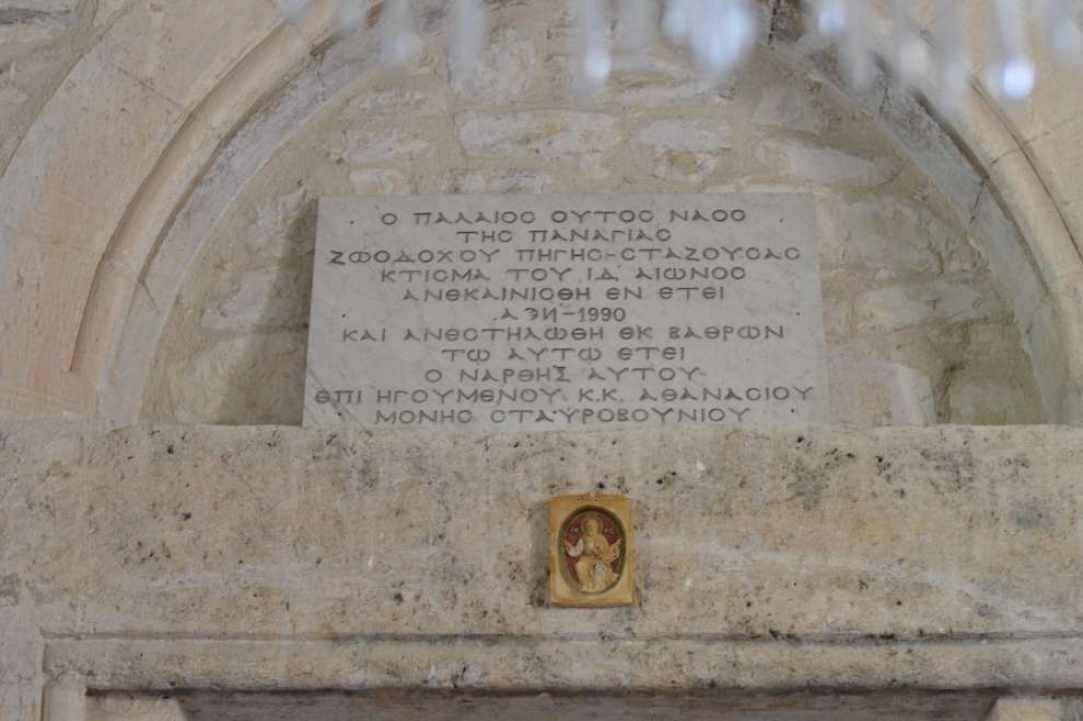 Ο ΠΑΛΑΙΟϹ ΟΥΤΟϹ ΝΑΟϹ
ΤΗϹ ΠΑΝΑΓΙΑϹ
ΖΩΟΔΟΧΟΥ ΠΗΓΗϹ-ϹΤΑΖΟΥϹΑϹ
ΚΤΙϹΜΑ ΤΟΥ ΙΔ΄ ΑΙΩΝΟϹ
ΑΝΕΚΑΙΝΙϹΘΗ ΕΝ ΕΤΕΙ
-1990
ΚΑΙ ΑΝΕϹΤΗΛΩΘΗ ΕΚ ΒΑΘΡΩΝ
ΤΩ ΑΥΤΩ ΕΤΕΙ
Ο ΝΑΡΘΗΞ ΑΥΤΟΥ-
ΕΠΙ ΗΓΟΥΜΕΝΟΥ Κ.Κ. ΑΘΑΝΑϹΙΟΥ
ΜΟΝΗϹ ϹΤΑΥΡΟΒΟΥΝΙΟΥ